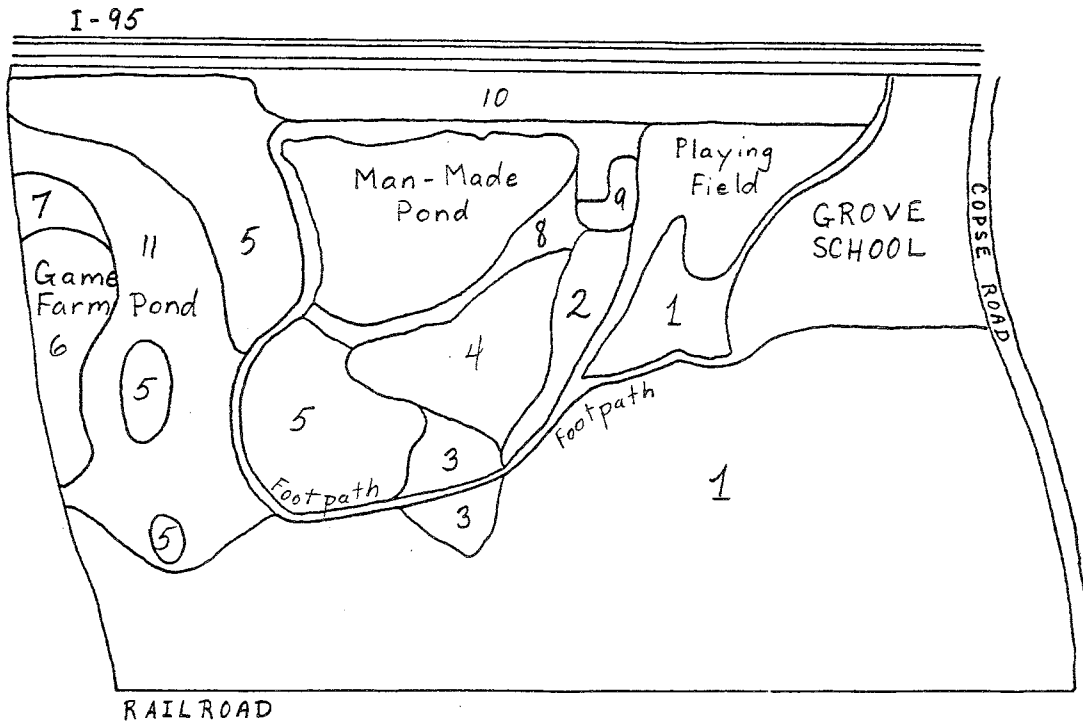 I-95
10
Man-Made
Pond
Playing
Field
GROVE
SCHOOL
COPSE ROAD
7
11
5
9
8
Game
Farm
6
Pond
2
1
4
5
5
Footpath
3
Footpath
3
1
5
RAILROAD